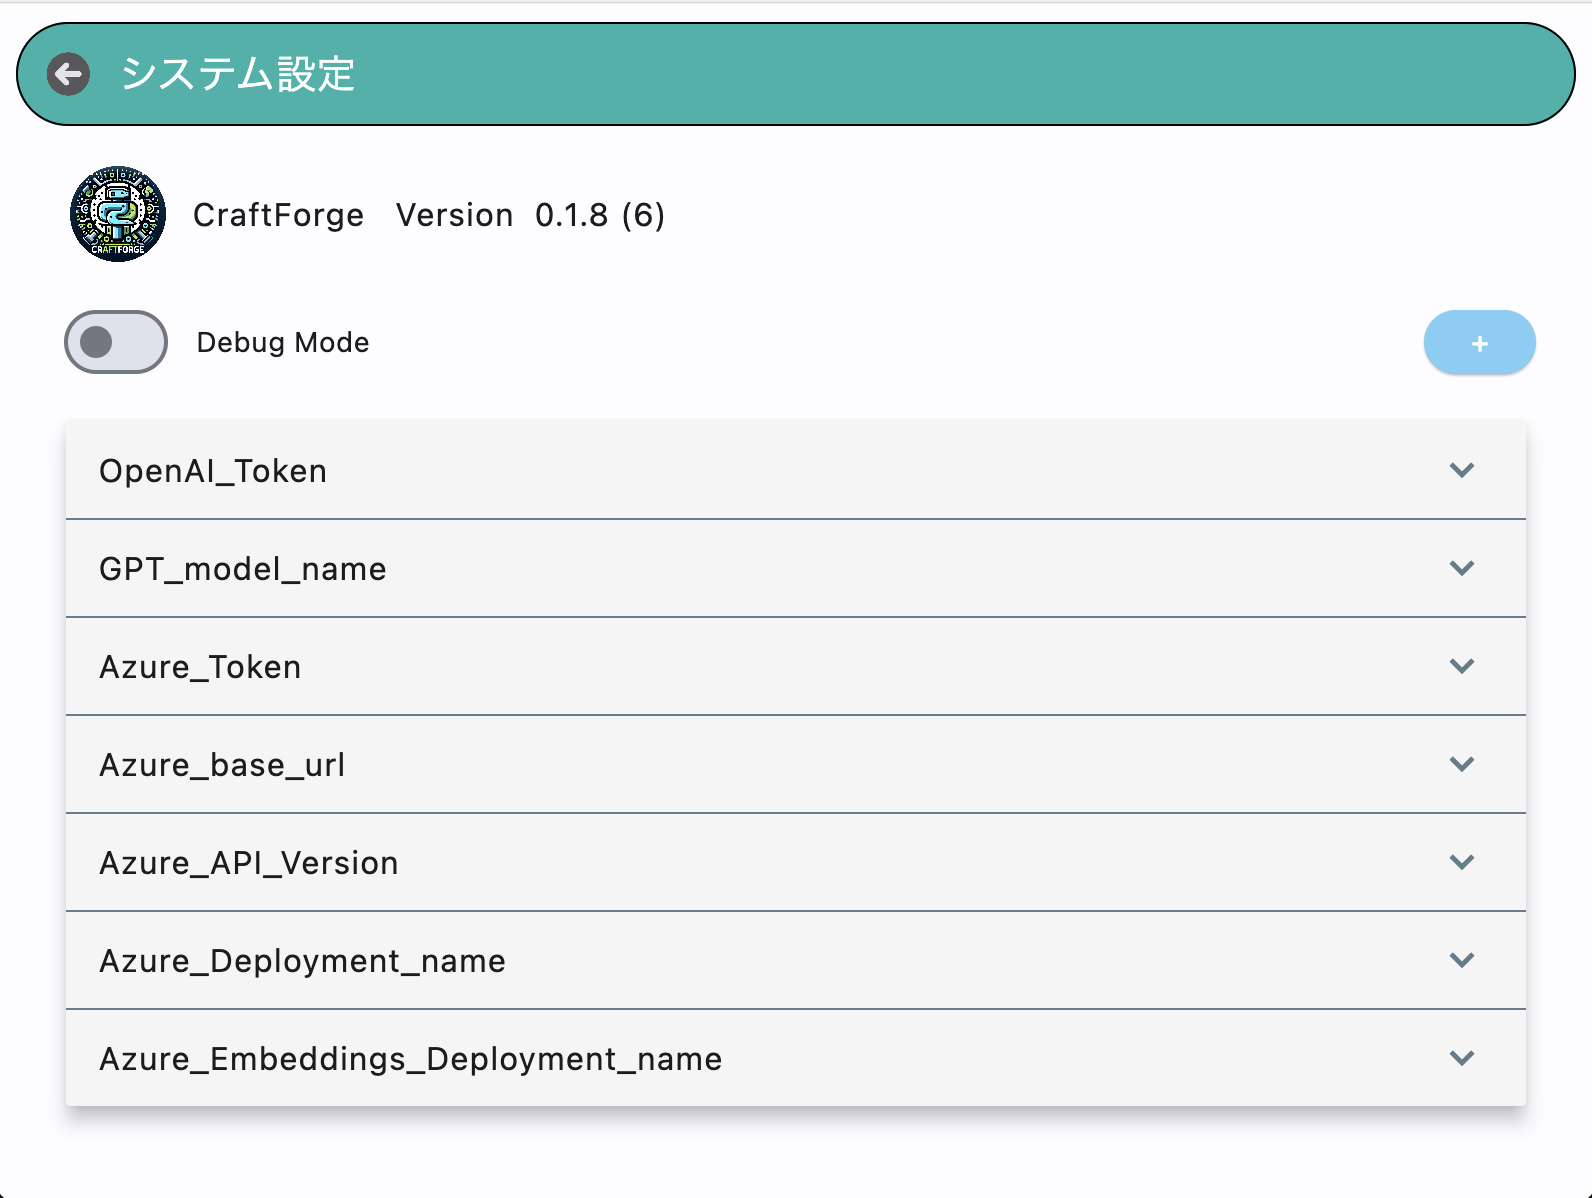 システム設定
CRAFTFORGE
CraftForge Version 0.1.8 (6)
Debug Mode
+
OpenAI_Token
GPT_model_name
Azure_Token
Azure_base_url
Azure_API_Version
Azure_Deployment_name
Azure_Embeddings_Deployment_name